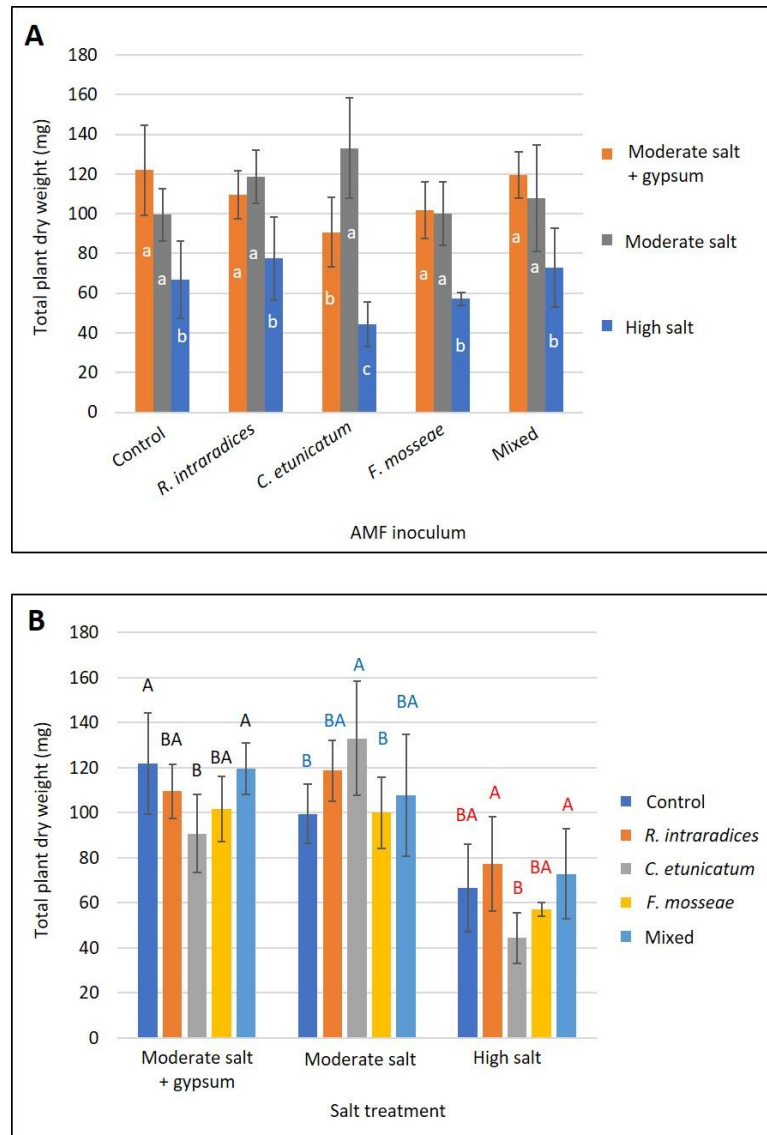 A
180
160
140
120
100
80
60
40
20
0
Total plant dry weight (mg)
a a b
a a b
b a c
a a b
a a b
Control
R. intraradices
C. etunicatum
F. mosseae
Mixed
AMF inoculum
Moderate salt
+ gypsum
Moderate salt
High salt
B
180
160
140
120
100
80
60
40
20
0
Total plant dry weight (mg)
A BA B BA A
B BA A B BA
BA A B BA A
Moderate salt
+ gypsum
Moderate salt
High salt
Salt treatment
Control
R. intraradices
C. etunicatum
F. mosseae
Mixed